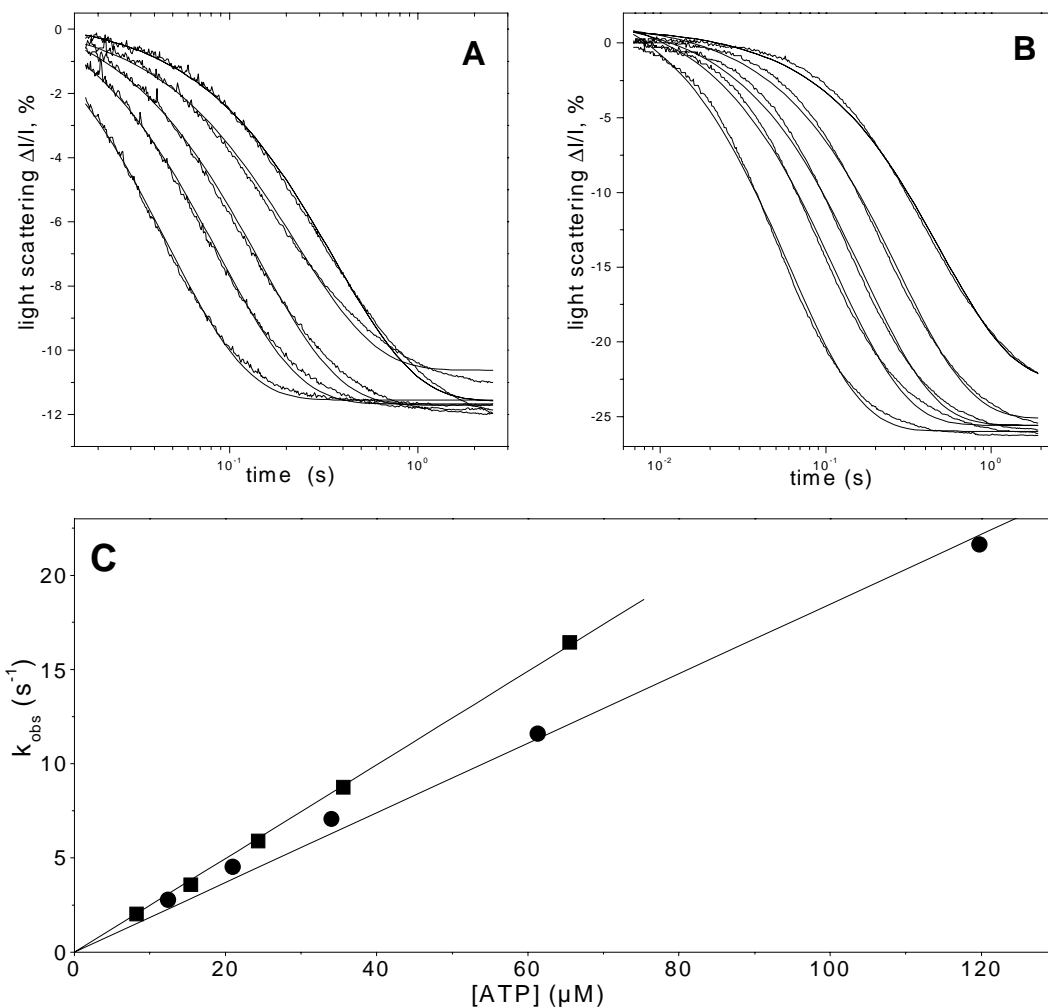 A
light scattering ΔI/I, %
0
-2
-4
-6
-8
-10
-12
10⁻¹
10⁰
time (s)
B
light scattering ΔI/I, %
0
-5
-10
-15
-20
-25
10⁻²
10⁻¹
10⁰
time (s)
C
k_obs (s⁻¹)
20
15
10
5
0
0 20 40 60 80 100 120
[ATP] (µM)